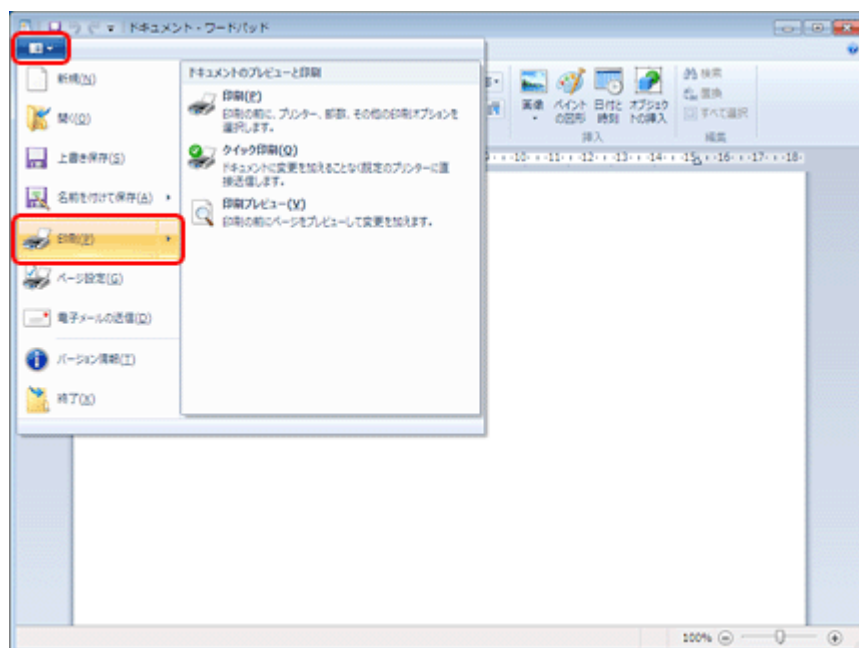 ドキュメント - ワードパッド
新規(N)
開く(O)
上書き保存(S)
名前を付けて保存(A)
印刷(P)
ページ設定(G)
電子メールの送信(D)
バージョン情報(T)
終了(X)
ドキュメントのプレビューと印刷
印刷(P)
印刷の前に、プリンター、部数、その他の印刷オプションを
選択します。
クイック印刷(Q)
ドキュメントに変更を加えることなく既定のプリンターに直
接送信します。
印刷プレビュー(V)
印刷の前にページをプレビューして変更を加えます。
画像
ペイント
の図形
日付と
時刻
オブジェク
トの挿入
挿入
検索
置換
すべて選択
編集
10 11 12 13 14 15 16 17 18
100%